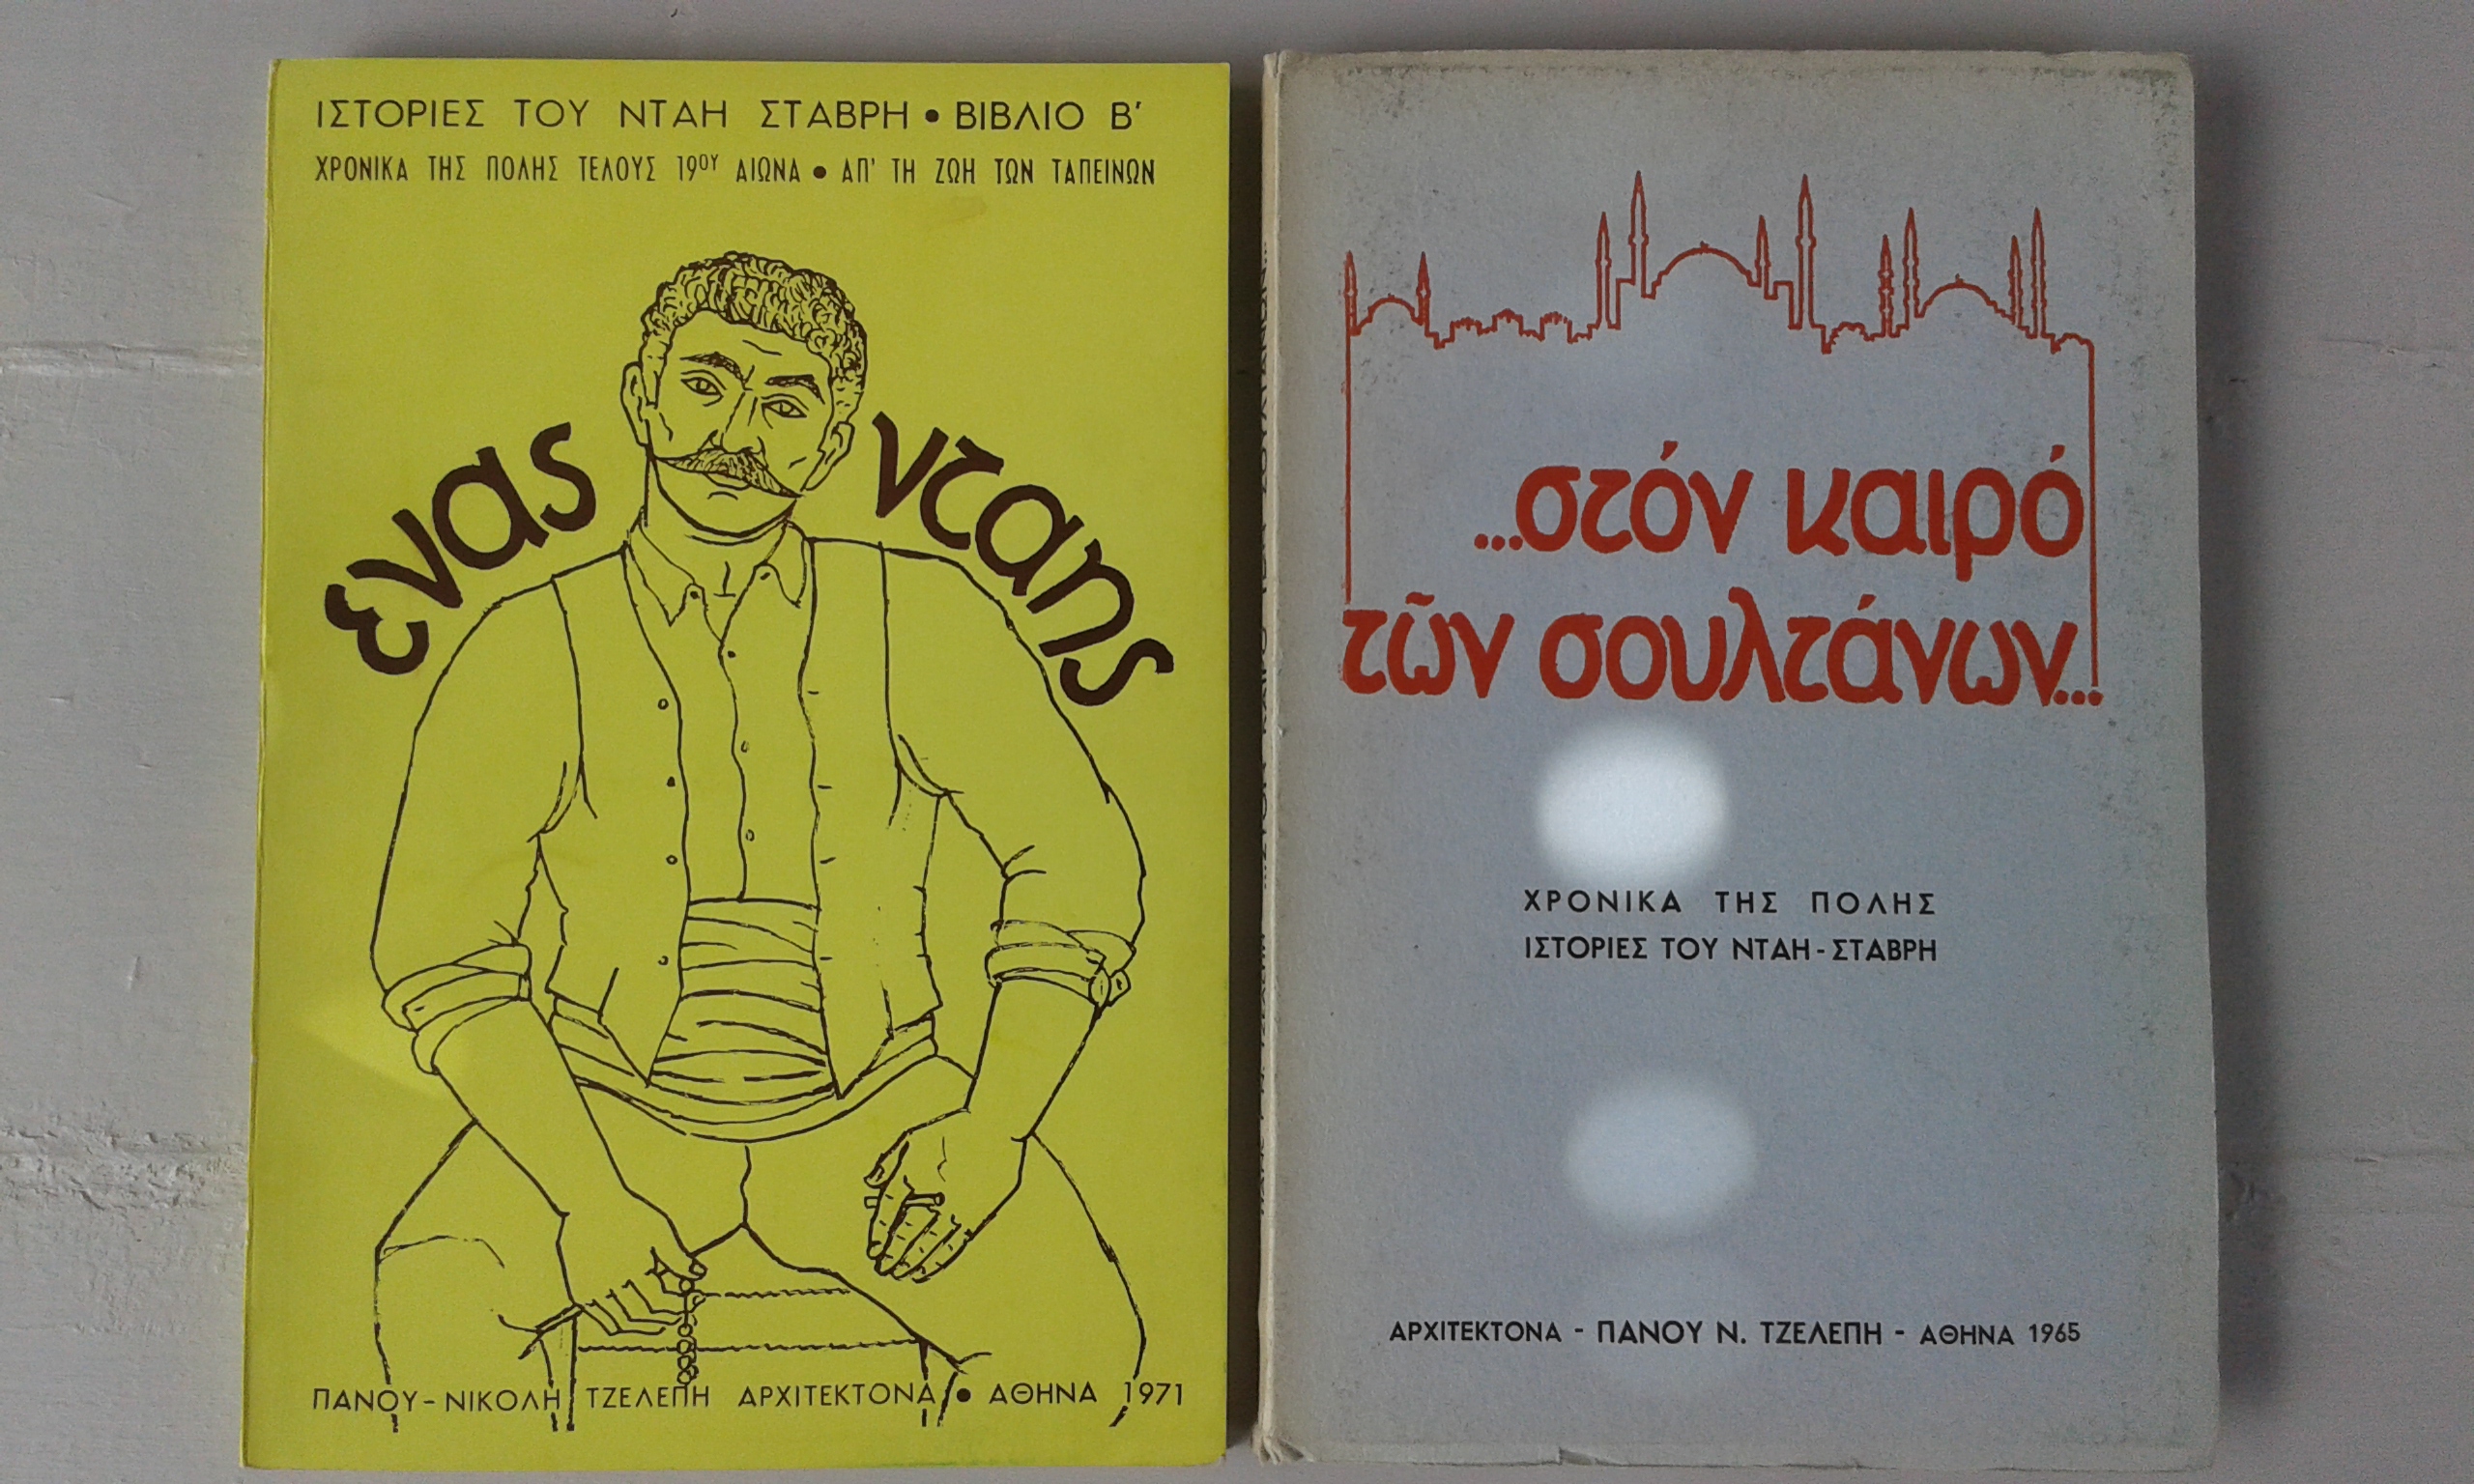 ΙΣΤΟΡΙΕΣ ΤΟΥ ΝΤΑΗ ΣΤΑΒΡΗ • ΒΙΒΛΙΟ Β'
ΧΡΟΝΙΚΑ ΤΗΣ ΠΟΛΗΣ ΤΕΛΟΥΣ 19ΟΥ ΑΙΩΝΑ • ΑΠ' ΤΗ ΖΩΗ ΤΩΝ ΤΑΠΕΙΝΩΝ
ενας νταης
ΠΑΝΟΥ-ΝΙΚΟΛΗ ΤΖΕΛΕΠΗ ΑΡΧΙΤΕΚΤΟΝΑ • ΑΘΗΝΑ 1971
...στόν καιρό
τῶν σουλτάνων...
ΧΡΟΝΙΚΑ ΤΗΣ ΠΟΛΗΣ
ΙΣΤΟΡΙΕΣ ΤΟΥ ΝΤΑΗ-ΣΤΑΒΡΗ
ΑΡΧΙΤΕΚΤΟΝΑ - ΠΑΝΟΥ Ν. ΤΖΕΛΕΠΗ - ΑΘΗΝΑ 1965